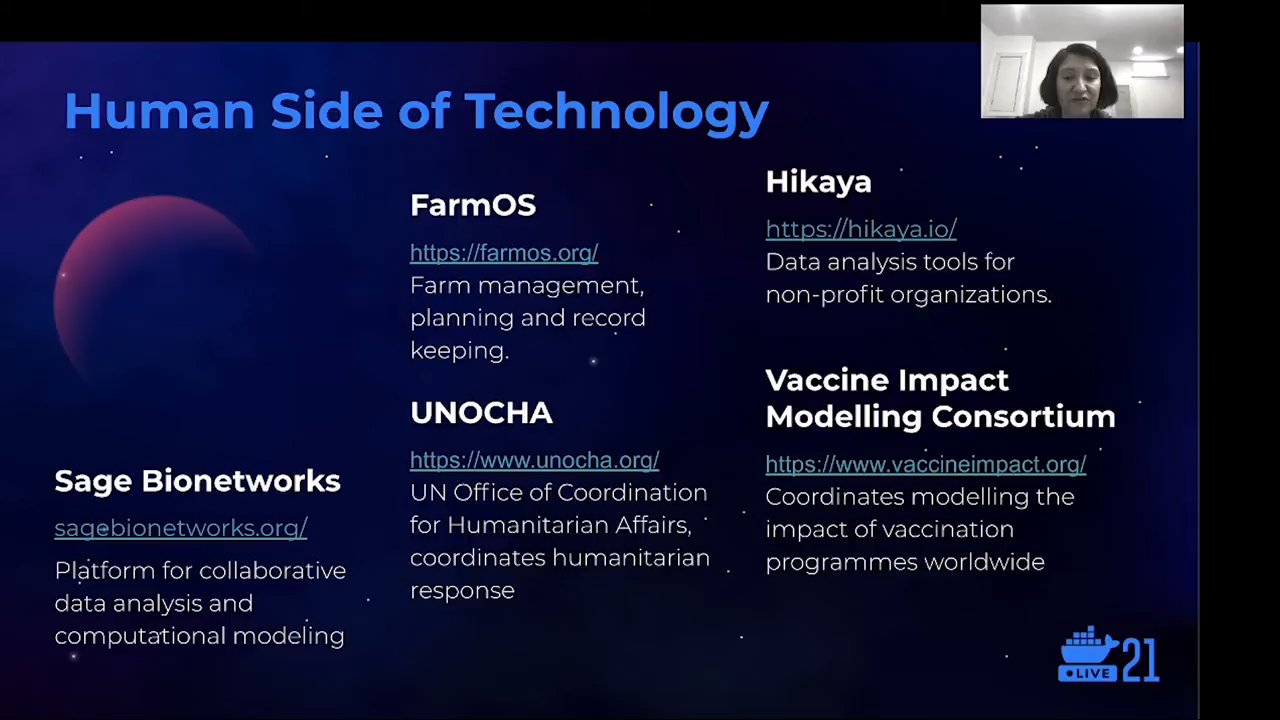 Human Side of Technology
Sage Bionetworks
sagebionetworks.org/
Platform for collaborative
data analysis and
computational modeling
FarmOS
https://farmos.org/
Farm management,
planning and record
keeping.
UNOCHA
https://www.unocha.org/
UN Office of Coordination
for Humanitarian Affairs,
coordinates humanitarian
response
Hikaya
https://hikaya.io/
Data analysis tools for
non-profit organizations.
Vaccine Impact
Modelling Consortium
https://www.vaccineimpact.org/
Coordinates modelling the
impact of vaccination
programmes worldwide
LIVE 21